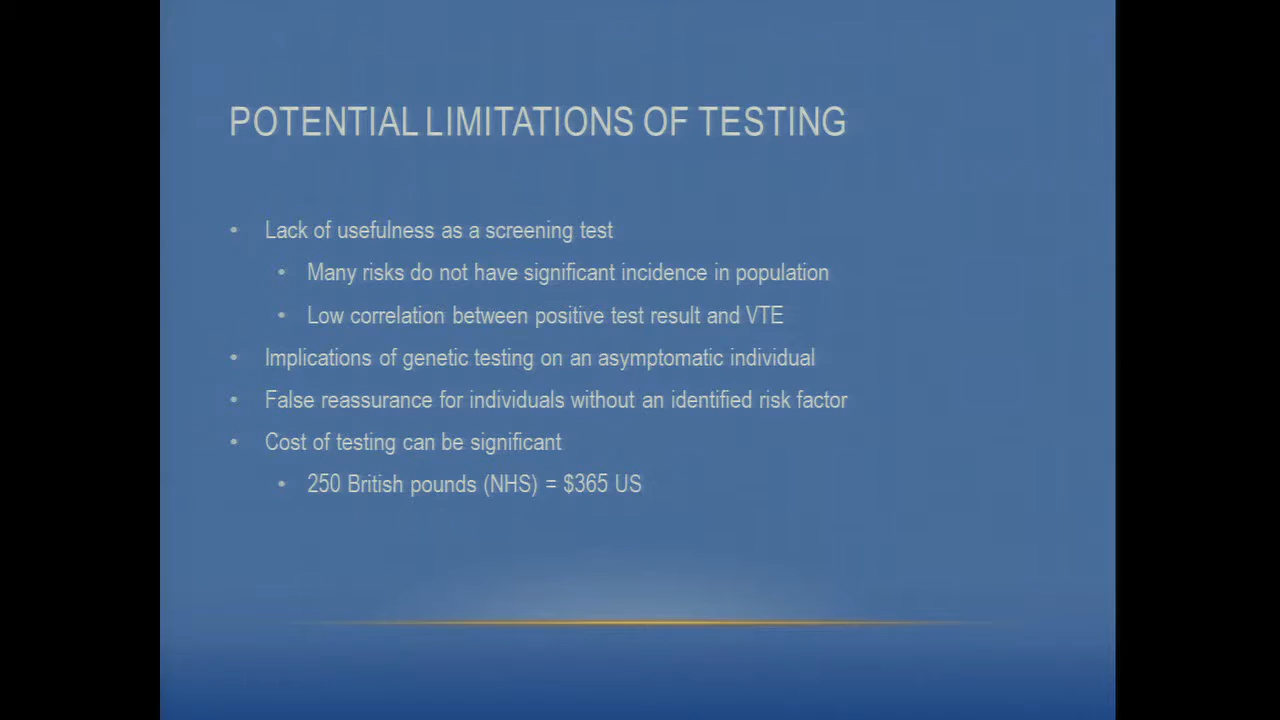 POTENTIAL LIMITATIONS OF TESTING
• Lack of usefulness as a screening test
• Many risks do not have significant incidence in population
• Low correlation between positive test result and VTE
• Implications of genetic testing on an asymptomatic individual
• False reassurance for individuals without an identified risk factor
• Cost of testing can be significant
• 250 British pounds (NHS) = $365 US